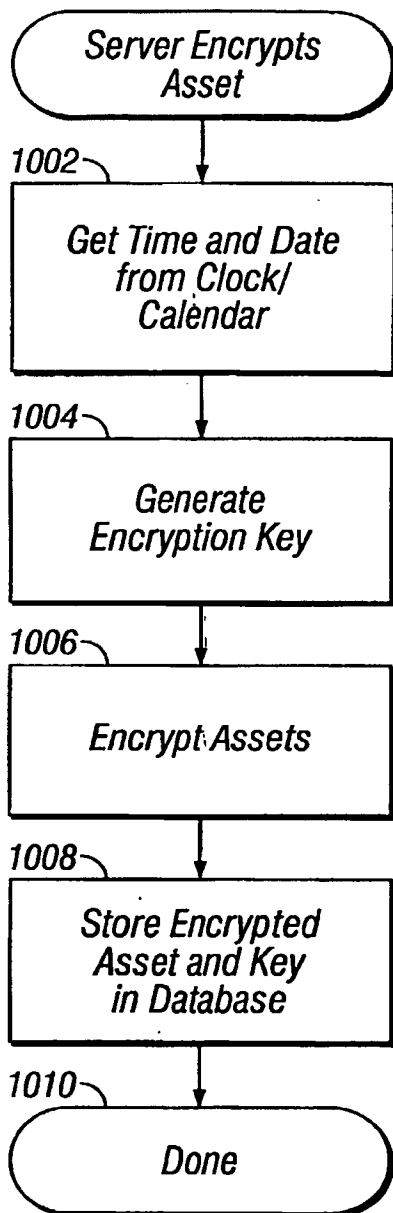 Server Encrypts
Asset
1002
Get Time and Date
from Clock/
Calendar
1004
Generate
Encryption Key
1006
Encrypt Assets
1008
Store Encrypted
Asset and Key
in Database
1010
Done